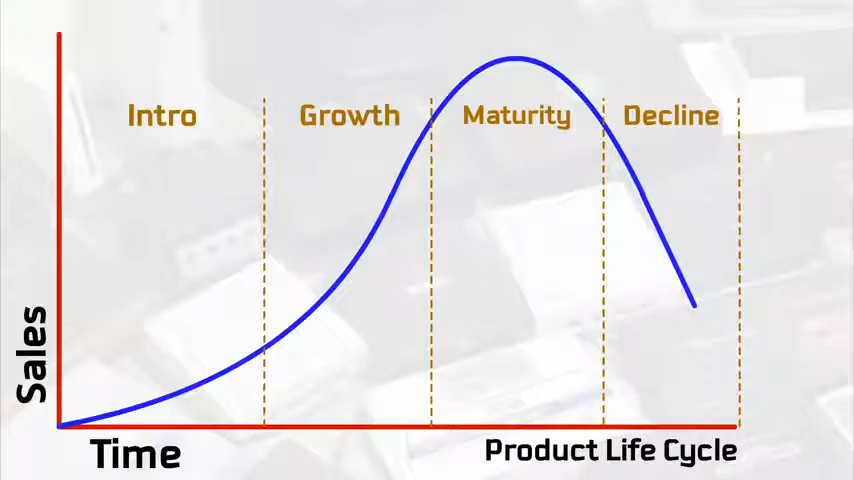 Intro
Growth
Maturity
Decline
Sales
Time
Product Life Cycle